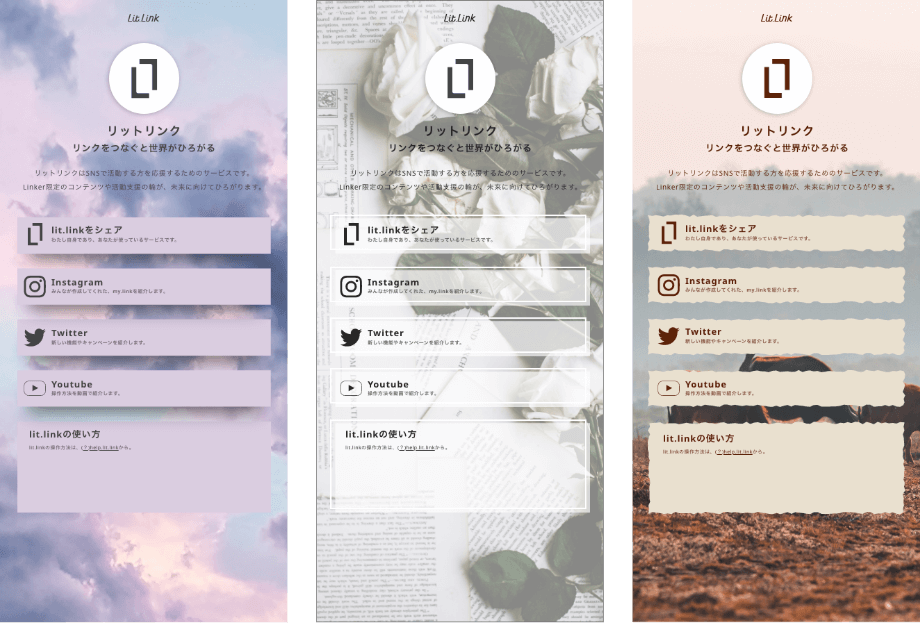 Lit.Link
リットリンク
リンクをつなぐと世界がひろがる
リットリンクはSNSで活動する方を応援するためのサービスです。
Linker限定のコンテンツや活動支援の輪が、未来に向けてひろがります。
lit.linkをシェア
わたし自身であり、あなたが使っているサービスです。
Instagram
みんなが作成してくれた、my.linkを紹介します。
Twitter
新しい機能やキャンペーンを紹介します。
Youtube
操作方法を動画で紹介します。
lit.linkの使い方
lit.linkの操作方法は、(？)help.lit.linkから。
Lit.Link
リットリンク
リンクをつなぐと世界がひろがる
リットリンクはSNSで活動する方を応援するためのサービスです。
Linker限定のコンテンツや活動支援の輪が、未来に向けてひろがります。
lit.linkをシェア
わたし自身であり、あなたが使っているサービスです。
Instagram
みんなが作成してくれた、my.linkを紹介します。
Twitter
新しい機能やキャンペーンを紹介します。
Youtube
操作方法を動画で紹介します。
lit.linkの使い方
lit.linkの操作方法は、(？)help.lit.linkから。
Lit.Link
リットリンク
リンクをつなぐと世界がひろがる
リットリンクはSNSで活動する方を応援するためのサービスです。
Linker限定のコンテンツや活動支援の輪が、未来に向けてひろがります。
lit.linkをシェア
わたし自身であり、あなたが使っているサービスです。
Instagram
みんなが作成してくれた、my.linkを紹介します。
Twitter
新しい機能やキャンペーンを紹介します。
Youtube
操作方法を動画で紹介します。
lit.linkの使い方
lit.linkの操作方法は、(？)help.lit.linkから。